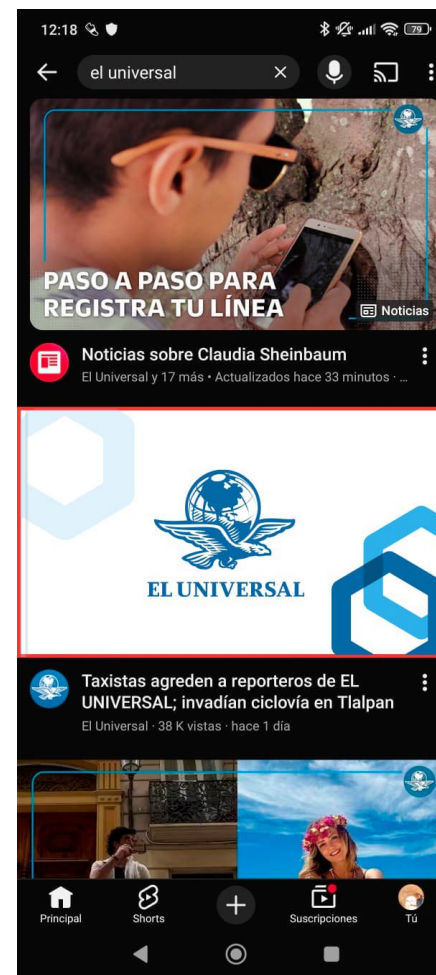 12:18
79
el universal
PASO A PASO PARA
REGISTRA TU LÍNEA
Noticias
Noticias sobre Claudia Sheinbaum
El Universal y 17 más • Actualizados hace 33 minutos · ...
EL UNIVERSAL
Taxistas agreden a reporteros de EL
UNIVERSAL; invadían ciclovía en Tlalpan
El Universal · 38 K vistas · hace 1 día
Principal
Shorts
Suscripciones
Tú